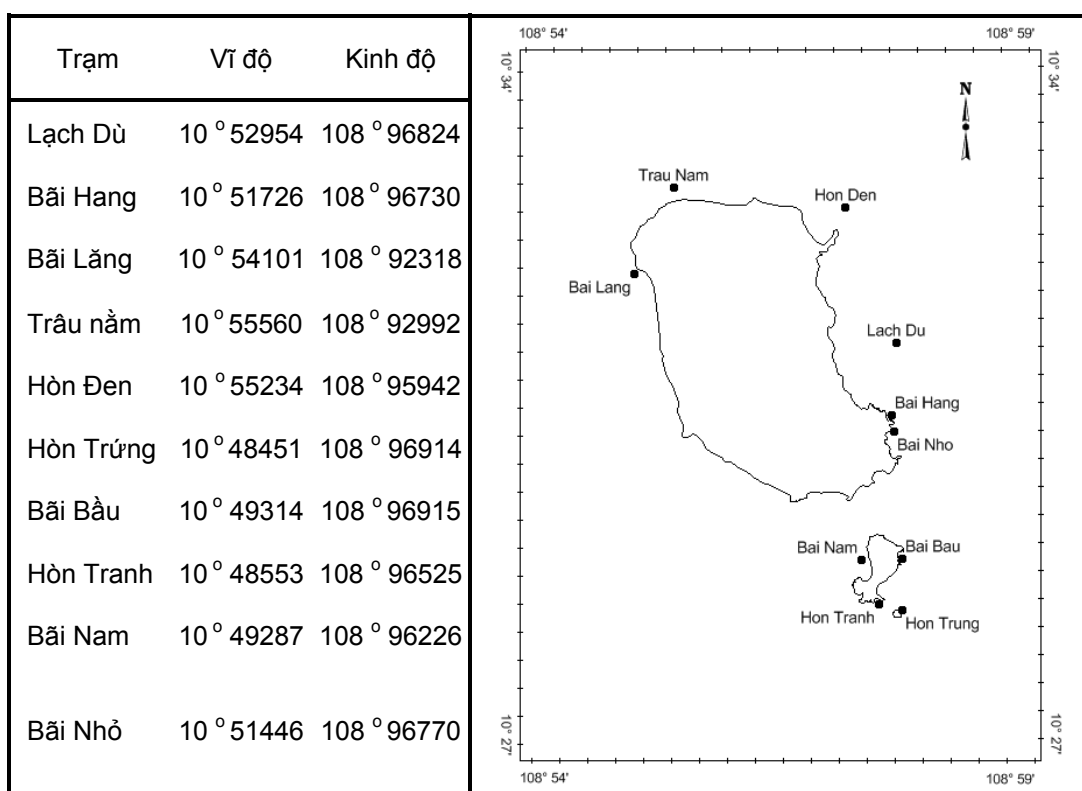 Trạm Vĩ độ Kinh độ
Lạch Dù 10 ° 52954 108 ° 96824
Bãi Hang 10 ° 51726 108 ° 96730
Bãi Lăng 10 ° 54101 108 ° 92318
Trâu nằm 10 ° 55560 108 ° 92992
Hòn Đen 10 ° 55234 108 ° 95942
Hòn Trứng 10 ° 48451 108 ° 96914
Bãi Bầu 10 ° 49314 108 ° 96915
Hòn Tranh 10 ° 48553 108 ° 96525
Bãi Nam 10 ° 49287 108 ° 96226
Bãi Nhỏ 10 ° 51446 108 ° 96770
108° 54' 108° 59'
10° 34' 10° 34'
N
Trau Nam
Hon Den
Bai Lang
Lach Du
Bai Hang
Bai Nho
Bai Nam Bai Bau
Hon Tranh Hon Trung
10° 27' 10° 27'
108° 54' 108° 59'